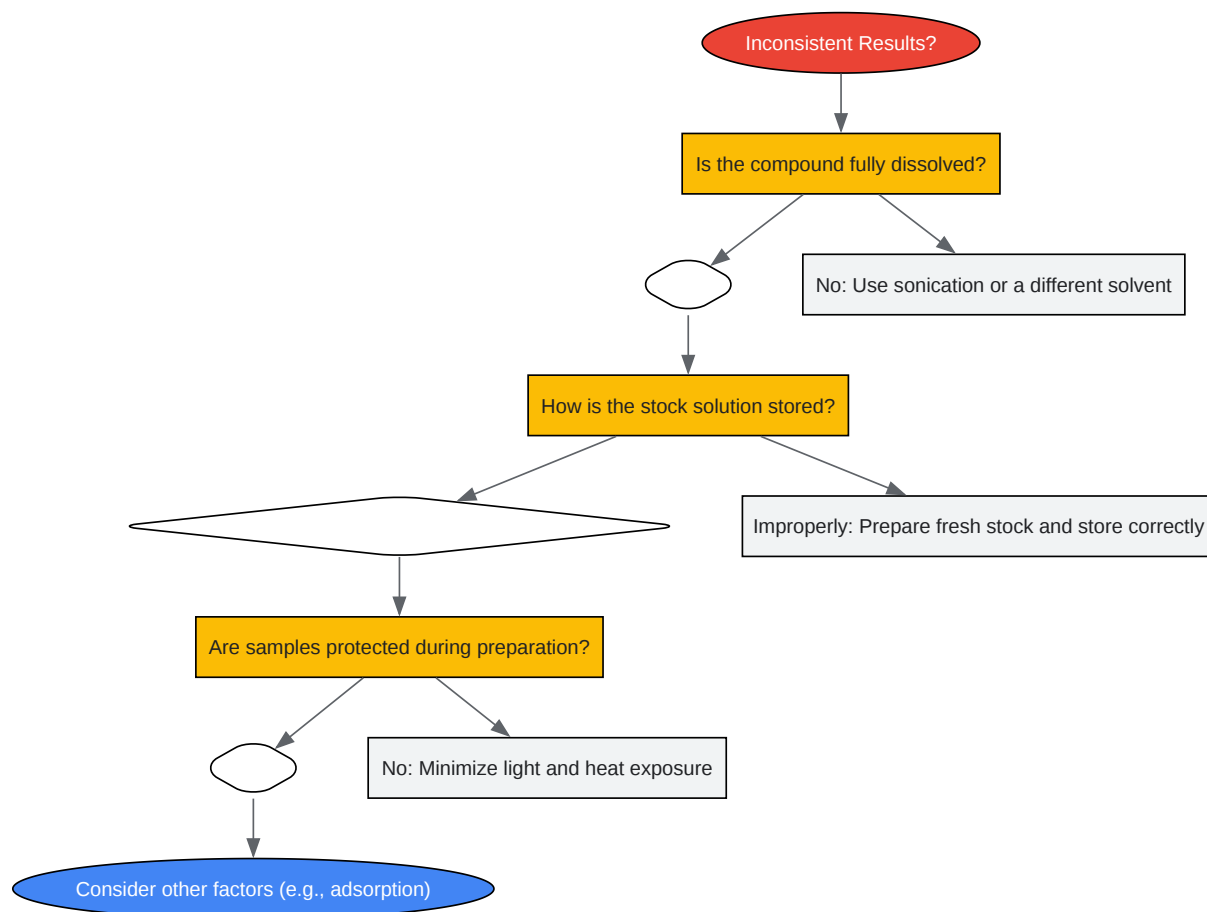 Inconsistent Results?
Is the compound fully dissolved?
No: Use sonication or a different solvent
How is the stock solution stored?
Improperly: Prepare fresh stock and store correctly
Are samples protected during preparation?
No: Minimize light and heat exposure
Consider other factors (e.g., adsorption)